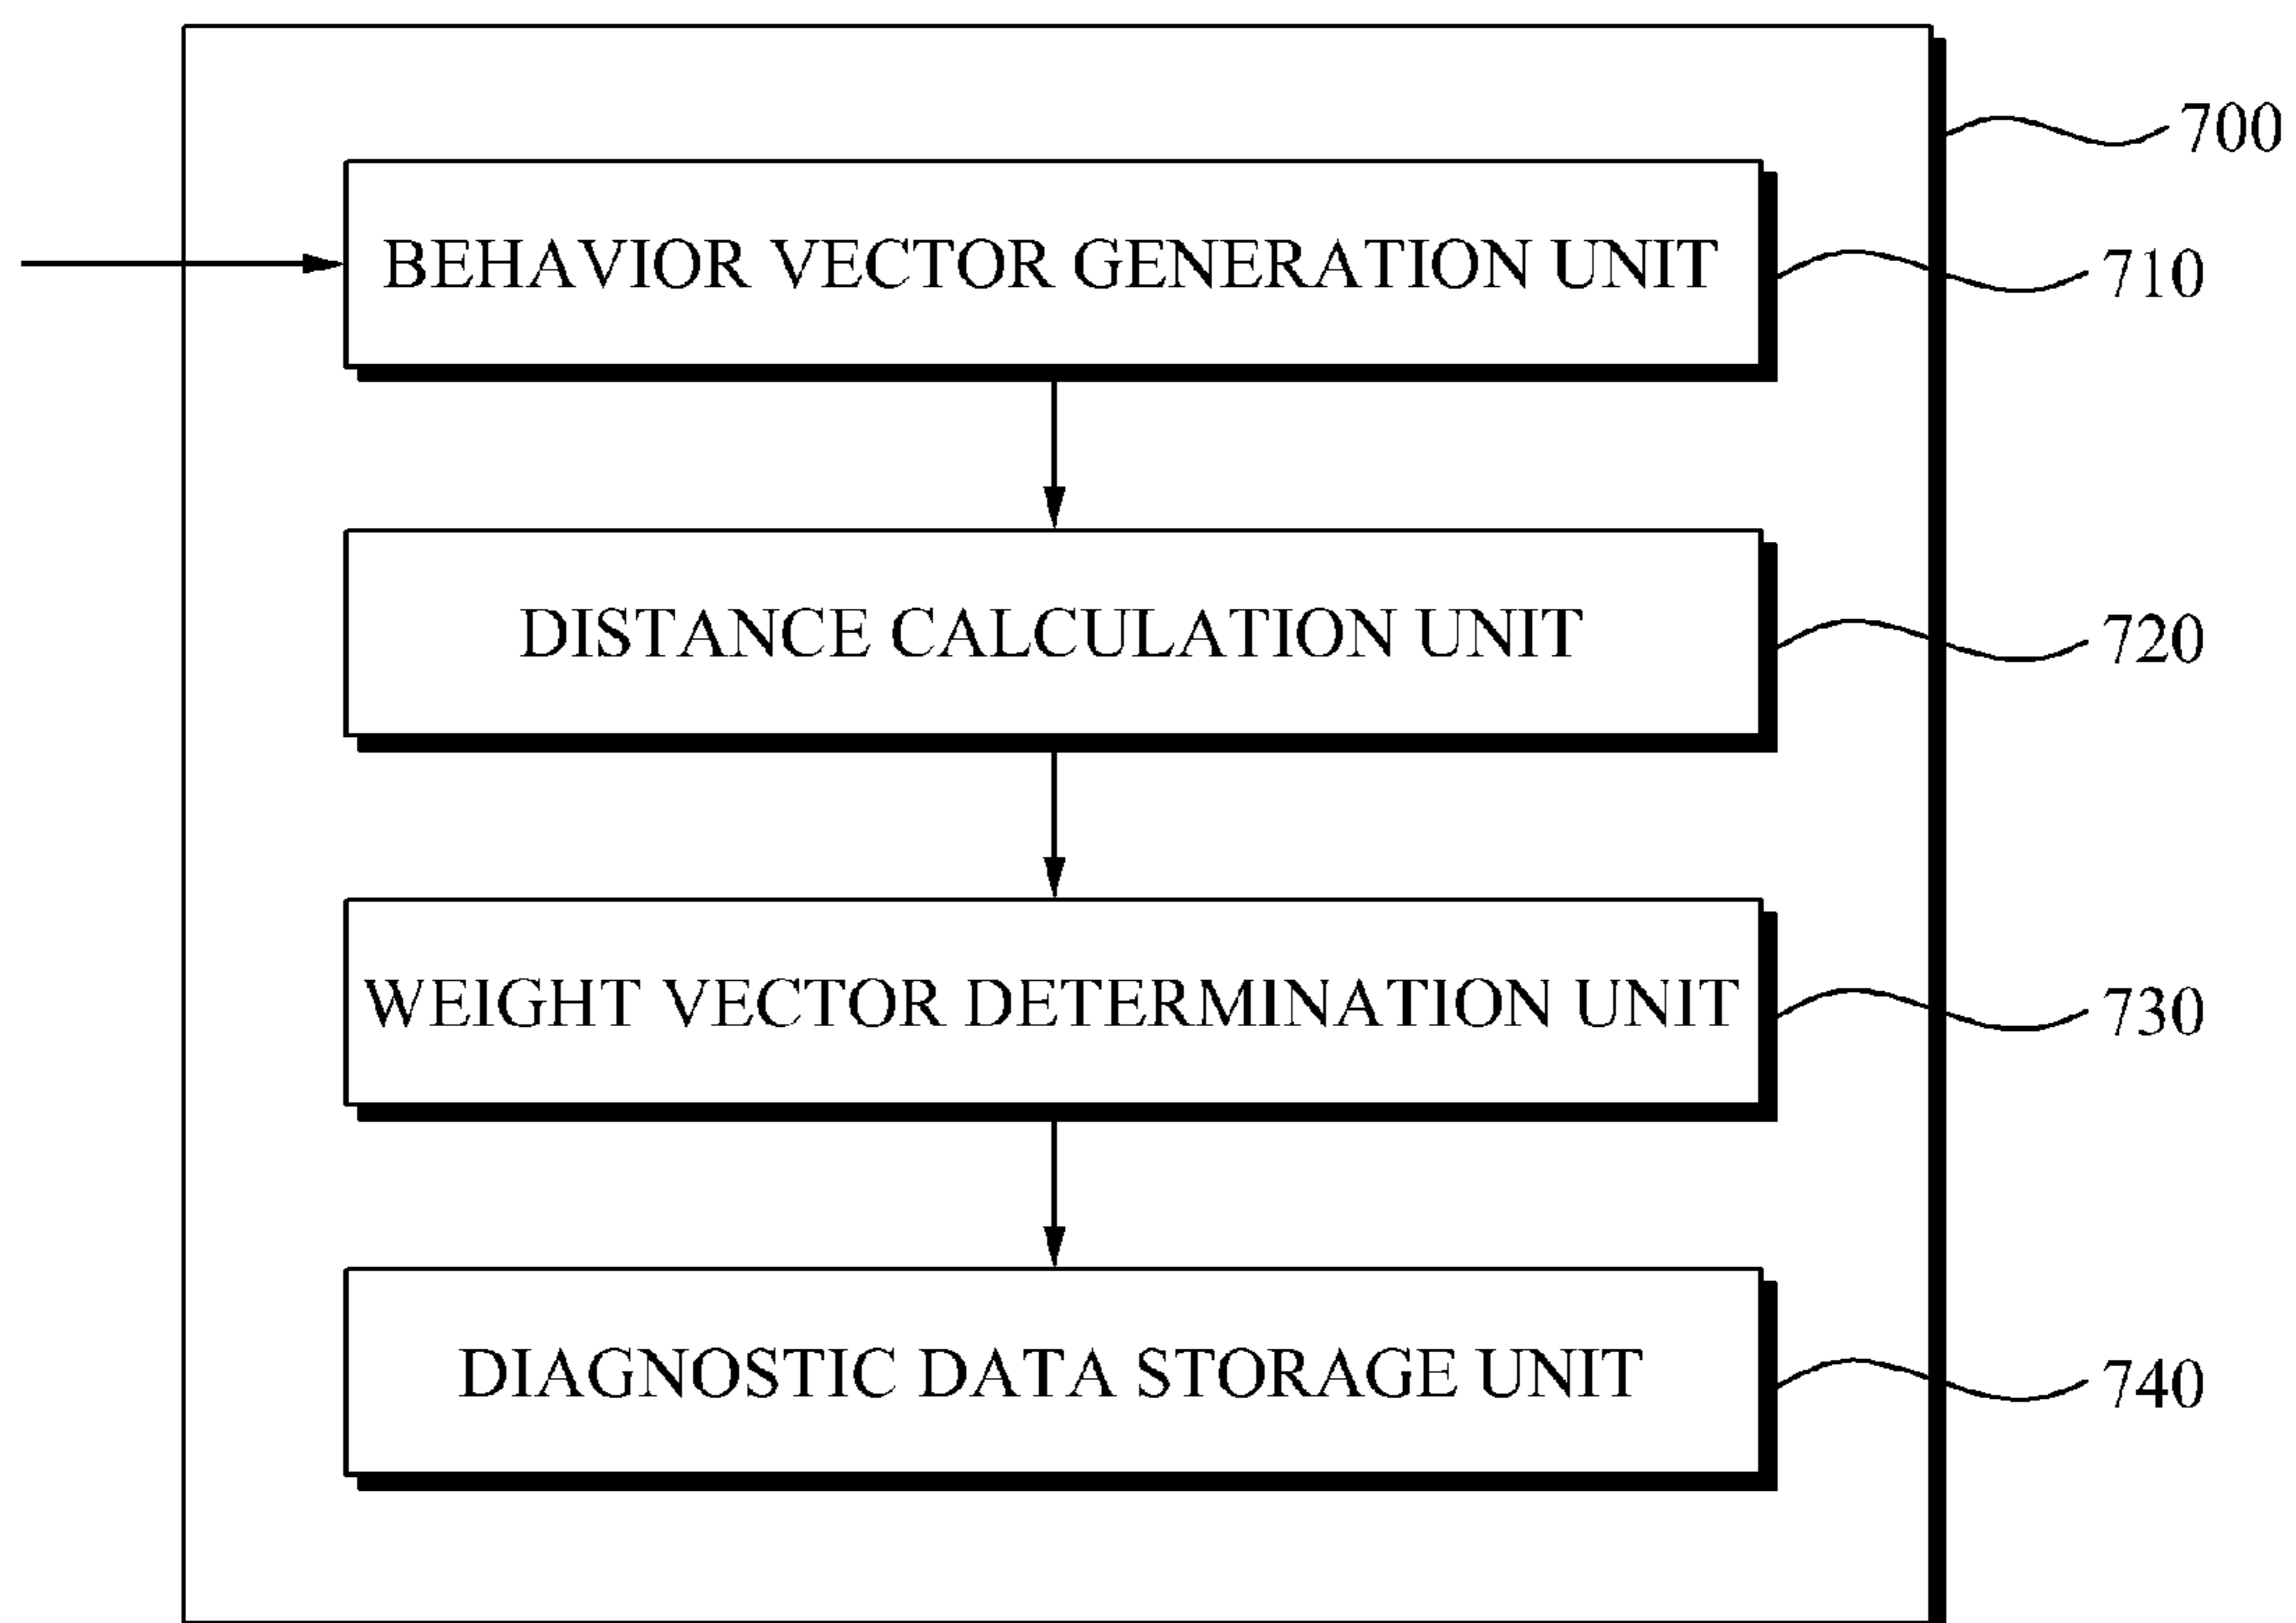 700
BEHAVIOR VECTOR GENERATION UNIT
710
DISTANCE CALCULATION UNIT
720
WEIGHT VECTOR DETERMINATION UNIT
730
DIAGNOSTIC DATA STORAGE UNIT
740